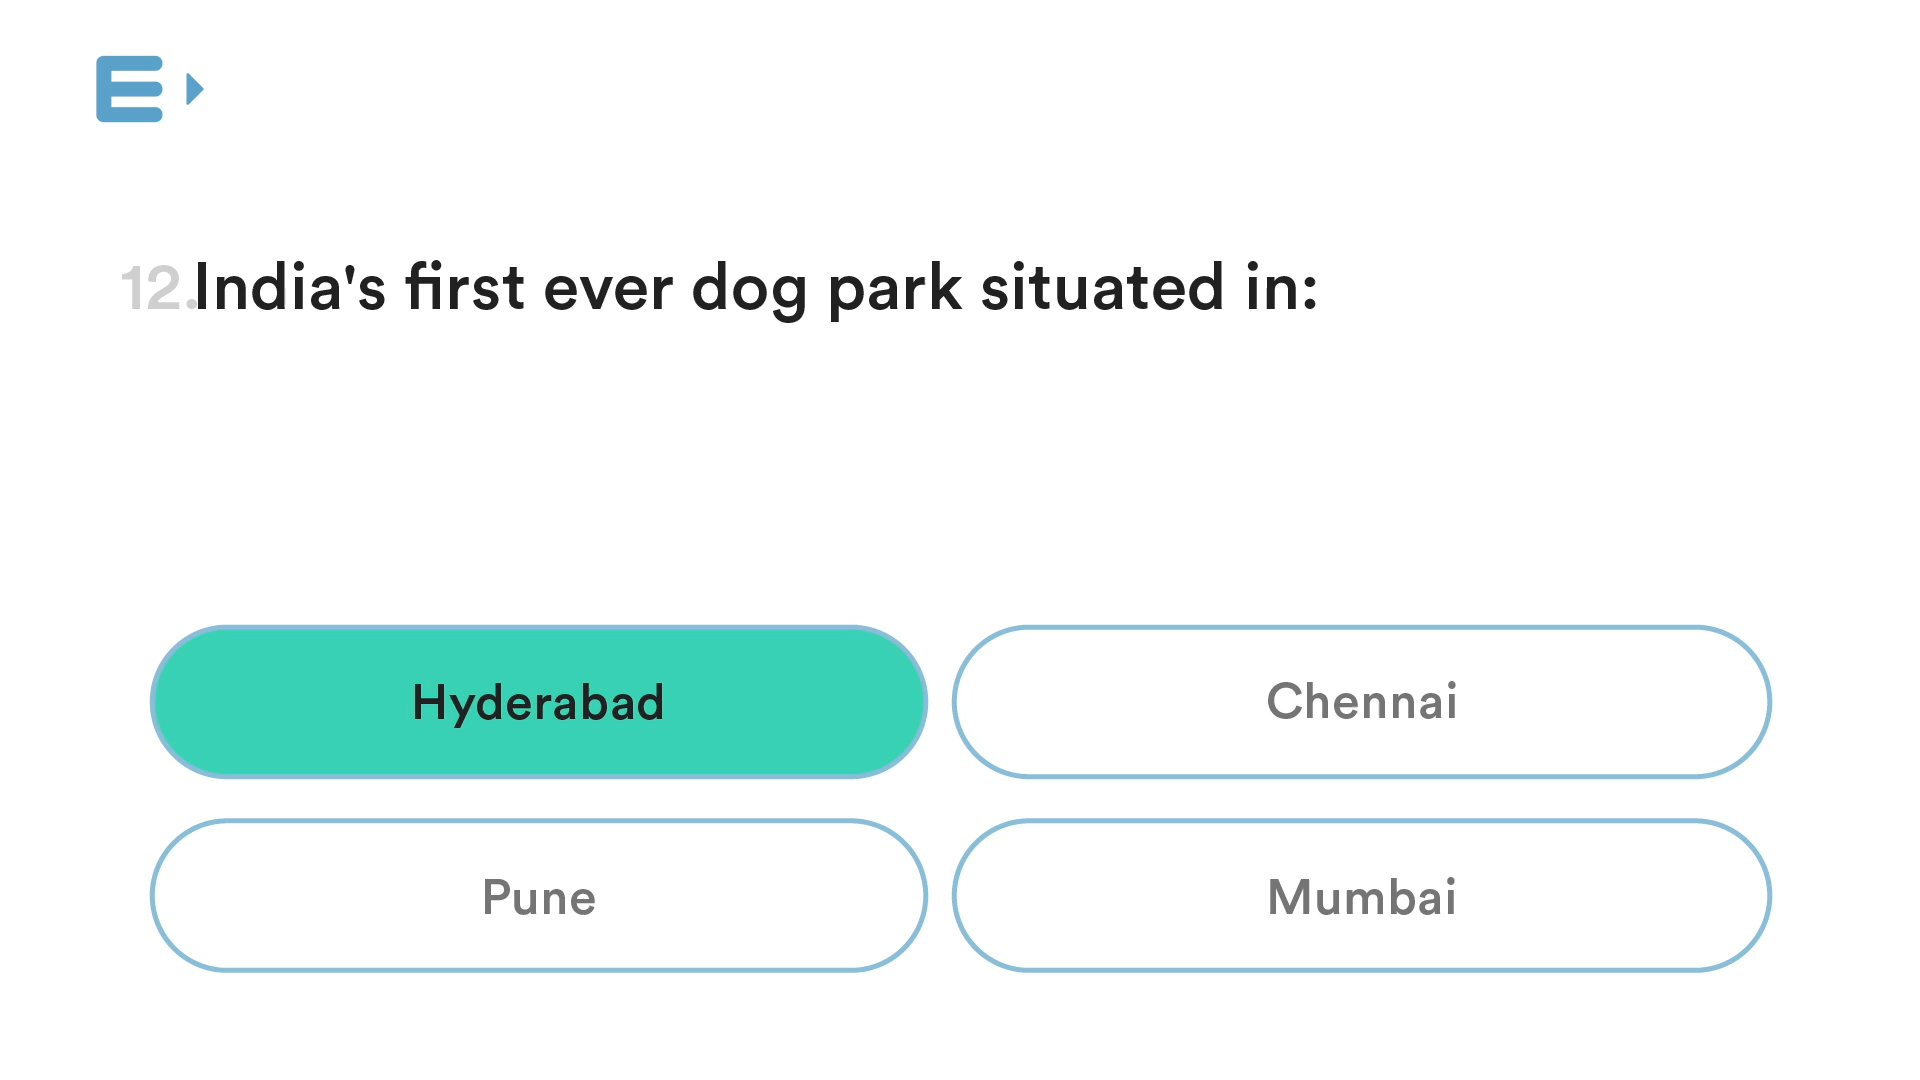 E
12.India's first ever dog park situated in:
Hyderabad
Chennai
Pune
Mumbai